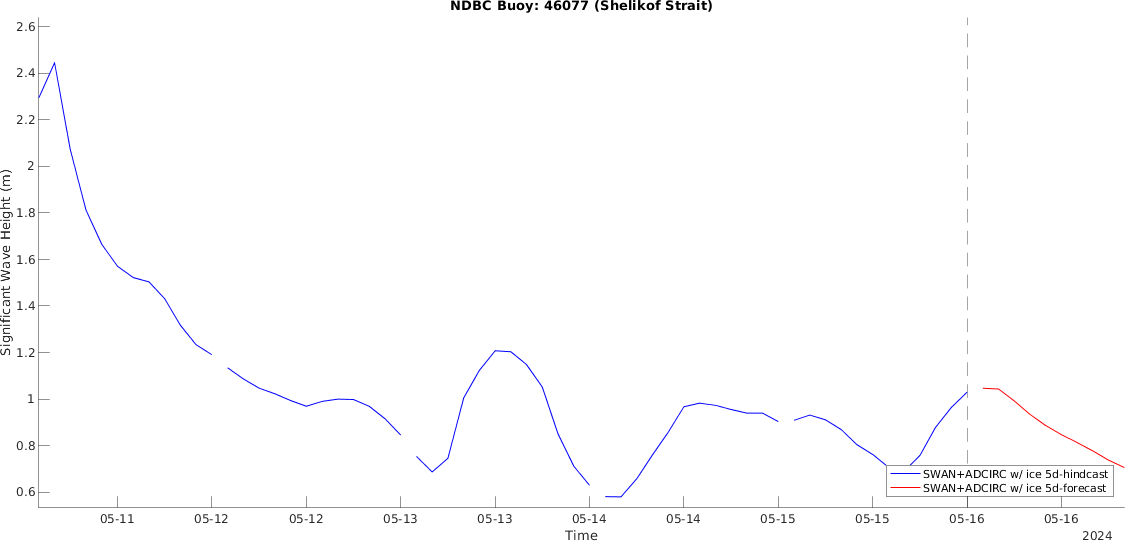 NDBC Buoy: 46077 (Shelikof Strait)
2.6
2.4
2.2
2
1.8
1.6
1.4
1.2
1
0.8
0.6
Significant Wave Height (m)
SWAN+ADCIRC w/ ice 5d-hindcast
SWAN+ADCIRC w/ ice 5d-forecast
05-11 05-12 05-12 05-13 05-13 05-14 05-14 05-15 05-15 05-16 05-16
Time
2024